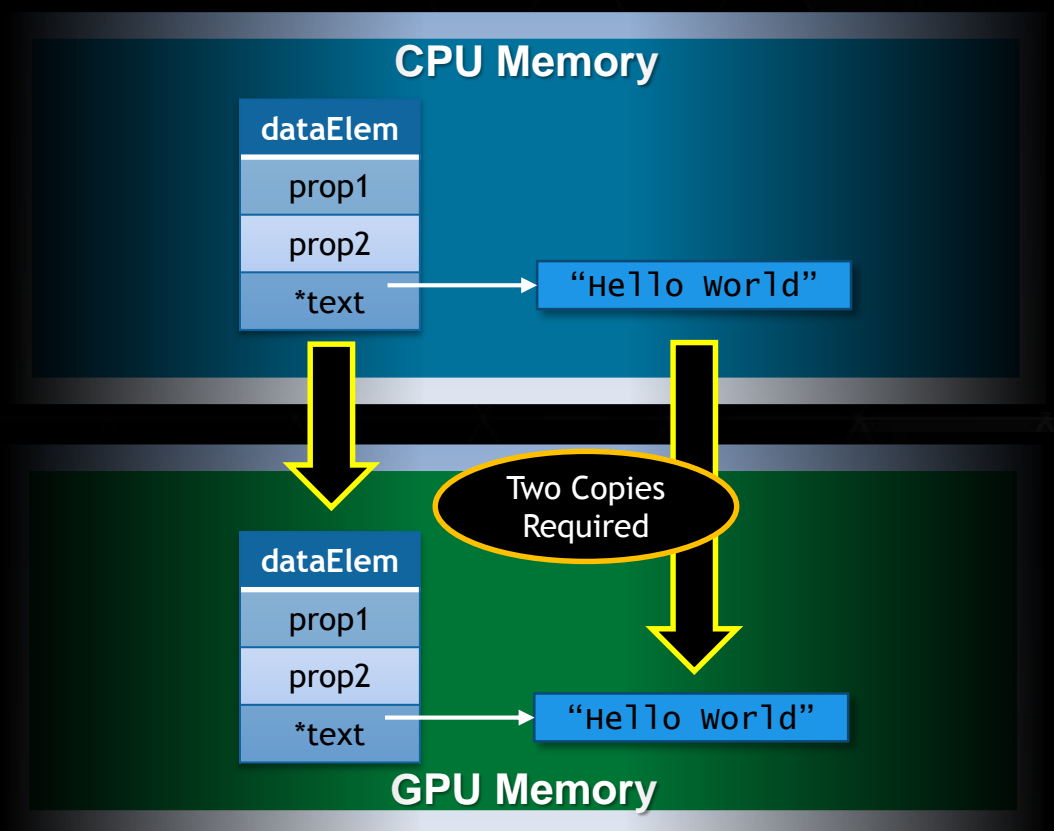 CPU Memory
dataElem
prop1
prop2
*text
“Hello World”
Two Copies
Required
dataElem
prop1
prop2
*text
“Hello World”
GPU Memory